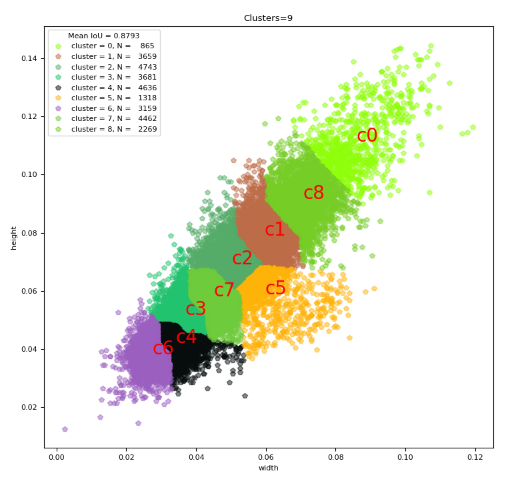 Clusters=9
Mean IoU = 0.8793
cluster = 0, N = 865
cluster = 1, N = 3659
cluster = 2, N = 4743
cluster = 3, N = 3681
cluster = 4, N = 4636
cluster = 5, N = 1318
cluster = 6, N = 3159
cluster = 7, N = 4462
cluster = 8, N = 2269
0.14
0.12
0.10
0.08
0.06
0.04
0.02
height
c0
c8
c1
c2
c7
c5
c3
c4
c6
0.00
0.02
0.04
0.06
0.08
0.10
0.12
width